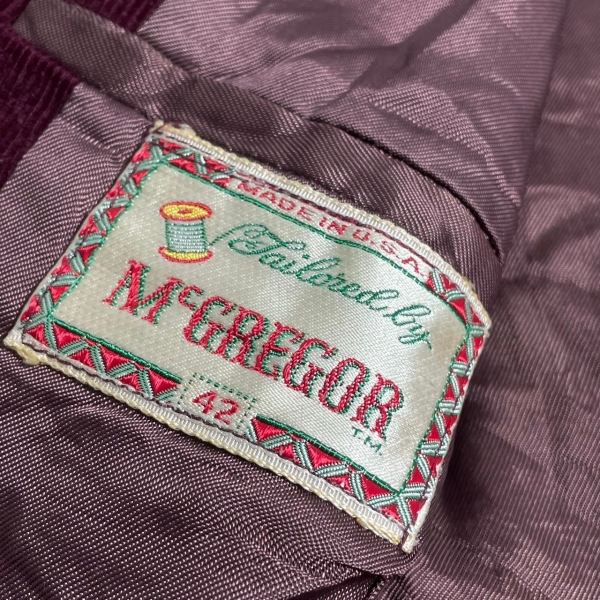 MADE IN U.S.A.
Tailored by
McGREGOR
T.M.
42